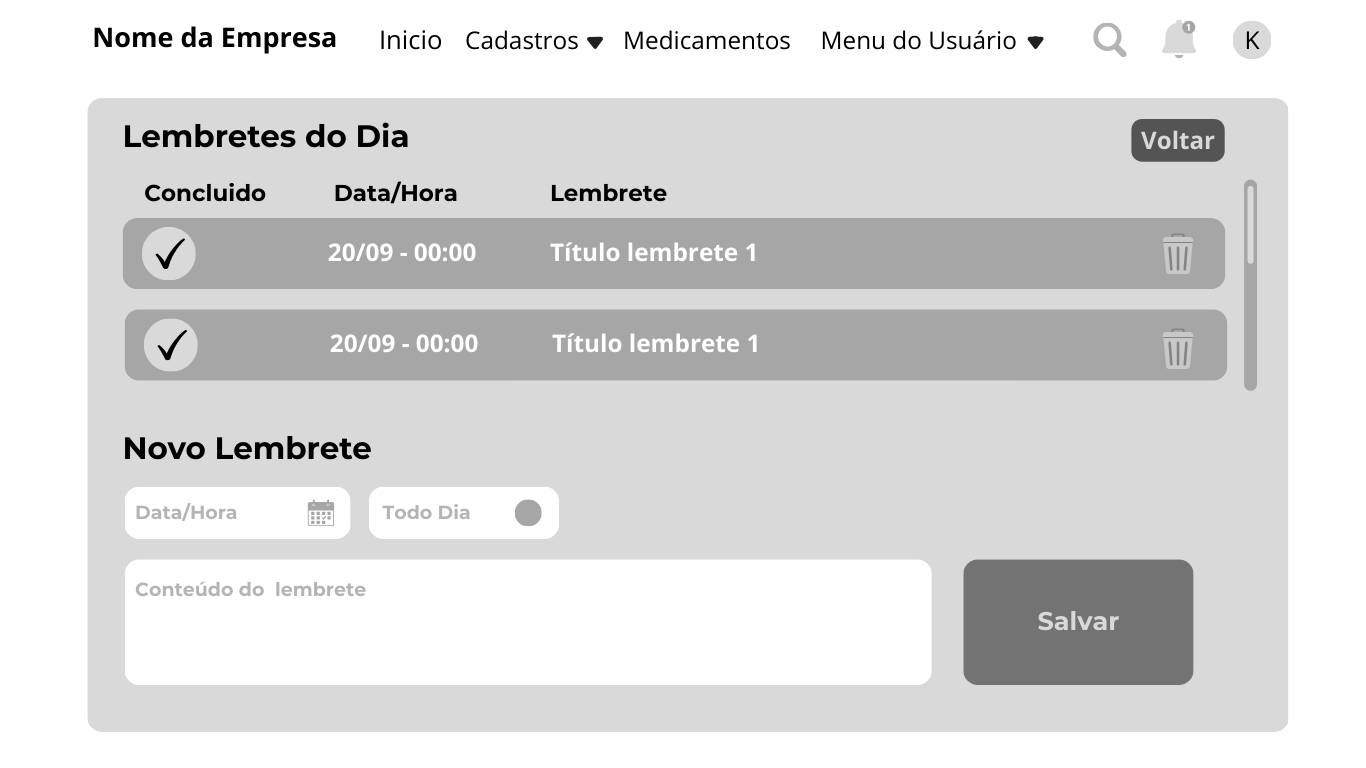 Nome da Empresa Inicio Cadastros Medicamentos Menu do Usuário 1 K
Lembretes do Dia Voltar
Concluido Data/Hora Lembrete
20/09 - 00:00 Título lembrete 1
20/09 - 00:00 Título lembrete 1
Novo Lembrete
Data/Hora Todo Dia
Conteúdo do  lembrete
Salvar